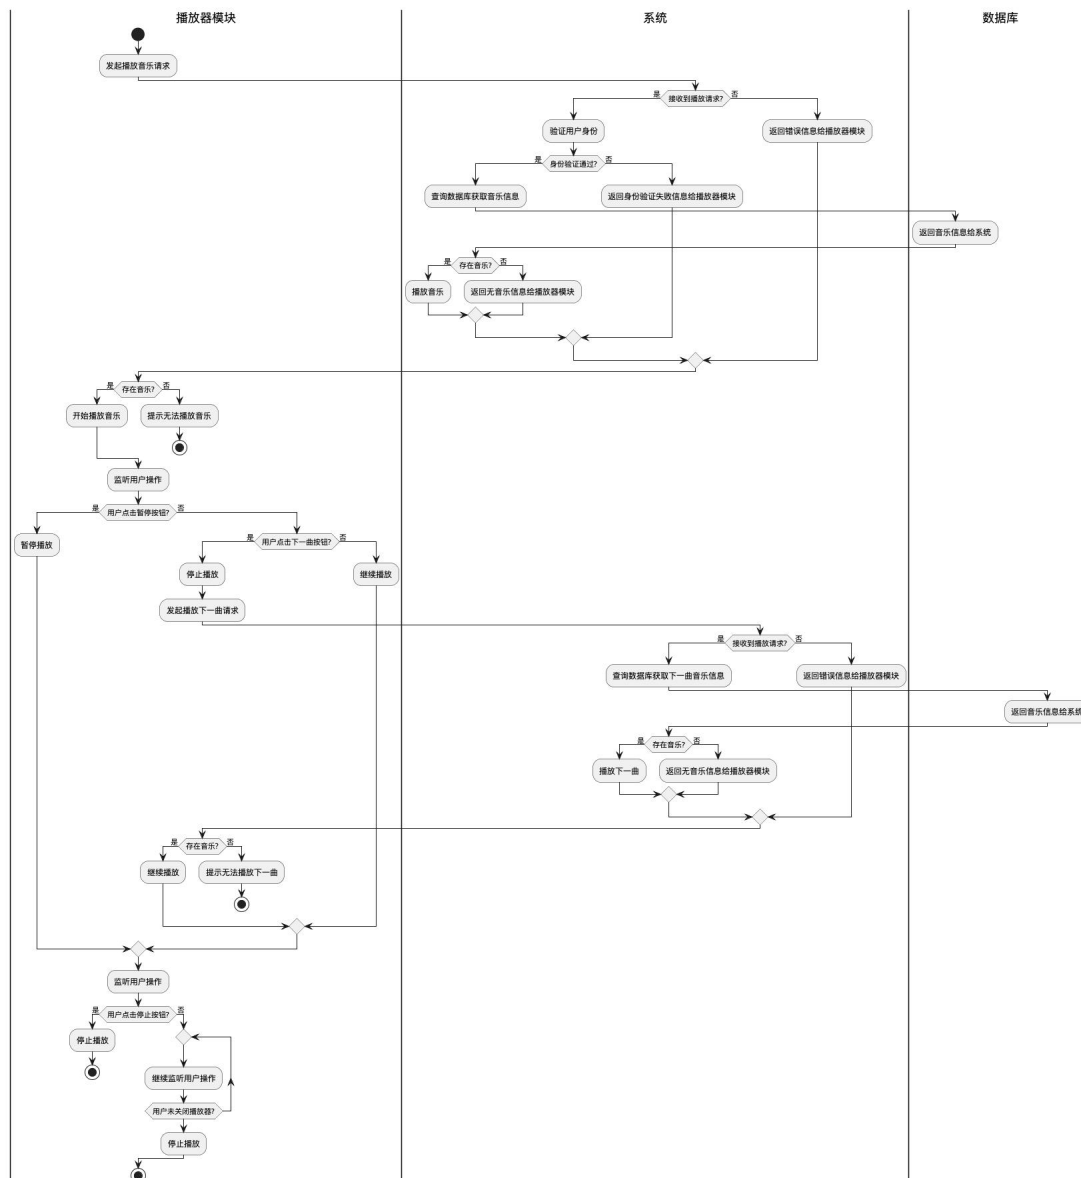 播放器模块
系统
数据库
发起播放音乐请求
是
接收到播放请求?
否
验证用户身份
返回错误信息给播放器模块
是
身份验证通过?
否
查询数据库获取音乐信息
返回身份验证失败信息给播放器模块
返回音乐信息给系统
是
存在音乐?
否
播放音乐
返回无音乐信息给播放器模块
是
存在音乐?
否
开始播放音乐
提示无法播放音乐
监听用户操作
是
用户点击暂停按钮?
否
暂停播放
是
用户点击下一曲按钮?
否
停止播放
继续播放
发起播放下一曲请求
是
接收到播放请求?
否
查询数据库获取下一曲音乐信息
返回错误信息给播放器模块
返回音乐信息给系统
是
存在音乐?
否
播放下一曲
返回无音乐信息给播放器模块
是
存在音乐?
否
继续播放
提示无法播放下一曲
监听用户操作
是
用户点击停止按钮?
否
停止播放
继续监听用户操作
用户未关闭播放器?
停止播放